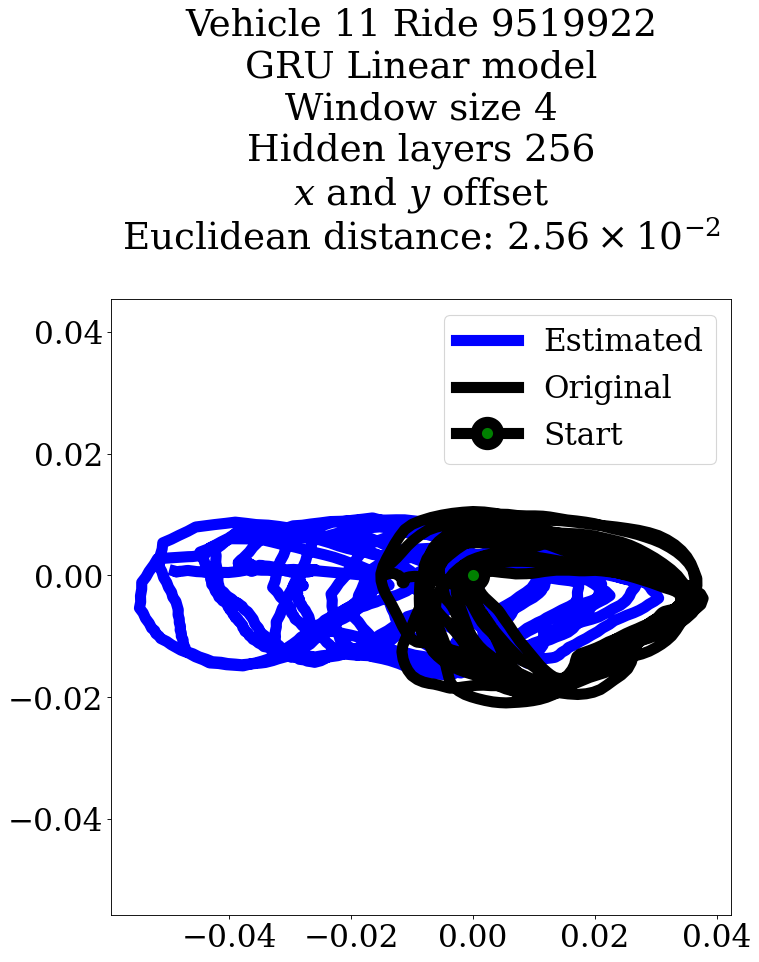 Vehicle 11 Ride 9519922
GRU Linear model
Window size 4
Hidden layers 256
x and y offset
Euclidean distance: 2.56 × 10⁻²
Estimated
Original
Start
0.04
0.02
0.00
−0.02
−0.04
−0.04 −0.02 0.00 0.02 0.04